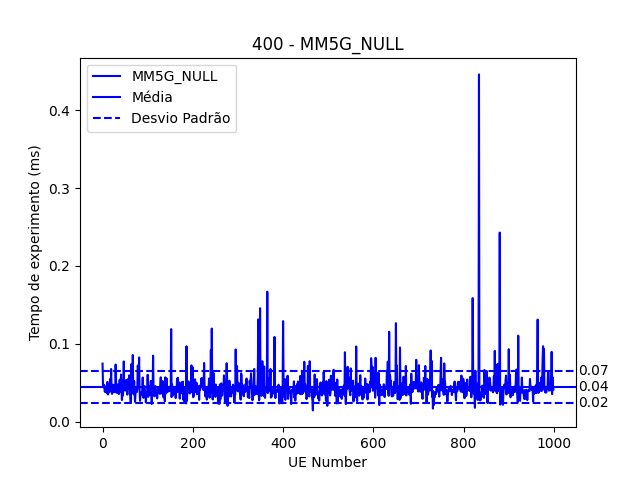 400 - MM5G_NULL
MM5G_NULL
Média
Desvio Padrão
Tempo de experimento (ms)
0.4
0.3
0.2
0.1
0.0
0.07
0.04
0.02
0 200 400 600 800 1000
UE Number